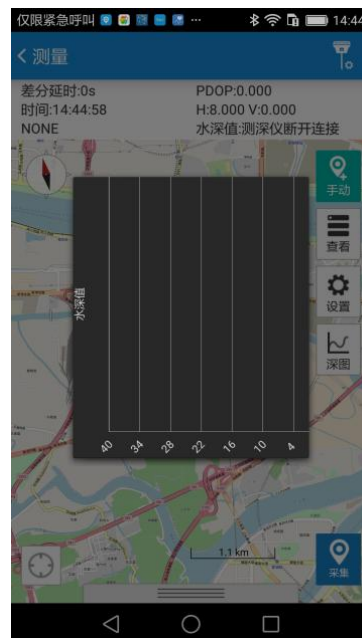 仅限紧急呼叫 ... 14:44
测量
差分延时:0s PDOP:0.000
时间:14:44:58 H:8.000 V:0.000
NONE 水深值:测深仪断开连接
手动
查看
设置
深图
水深值
40 34 28 22 16 10 4
1.1 km
采集